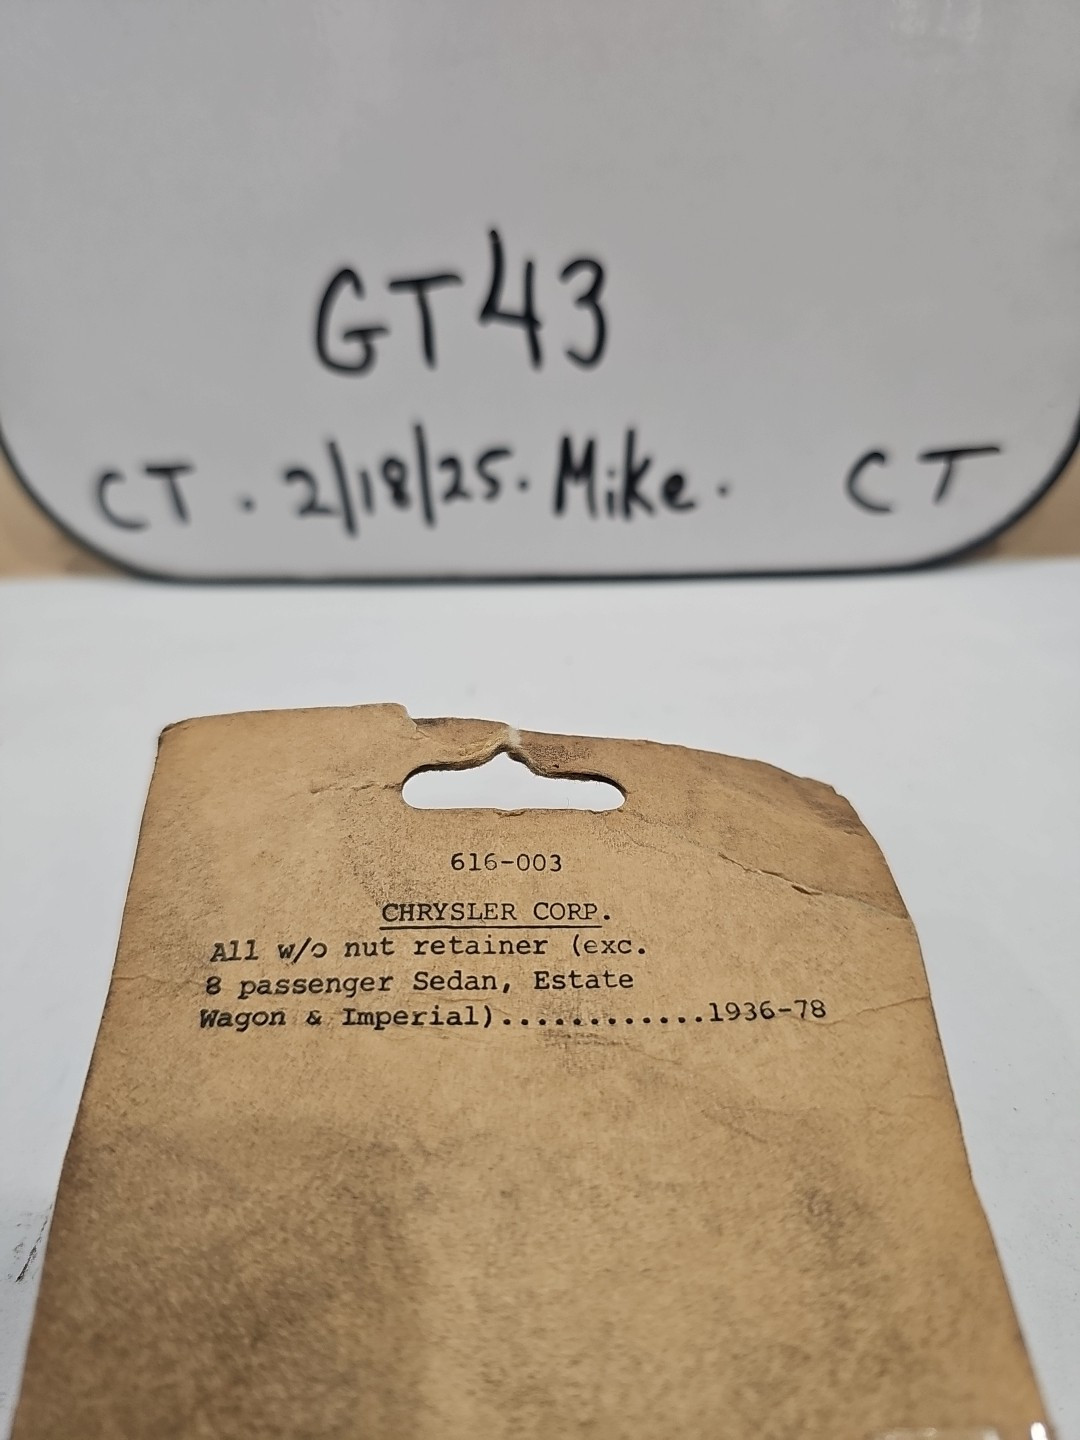 GT43
CT . 2/18/25. Mike. CT
616-003
CHRYSLER CORP.
All w/o nut retainer (exc.
8 passenger Sedan, Estate
Wagon & Imperial)............1936-78